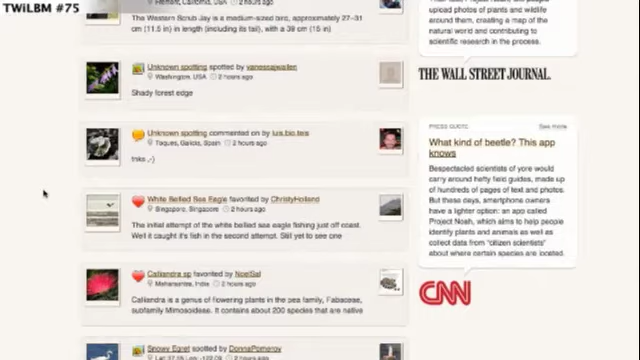 TWiLBM #75
Fremont, California, USA 2 hours ago
The Western Scrub Jay is a medium-sized bird, approximately 27–31
cm (11.5 in) in length (including its tail), with a 39 cm (15 in)
Unknown spotting spotted by vanessajwallen
Washington, USA 2 hours ago
Shady forest edge
Unknown spotting commented on by luis.bio.teia
Toques, Galicia, Spain 2 hours ago
tnks ,-)
White Bellied Sea Eagle favorited by ChristyHolland
Singapore, Singapore 2 hours ago
The initial attempt of the white bellied sea eagle fishing just off coast.
Well it caught it's fish in the second attempt. Still yet to see one
Calliandra sp favorited by NoelSal
Maharashtra, India 2 hours ago
Calliandra is a genus of flowering plants in the pea family, Fabaceae,
subfamily Mimosoideae. It contains about 200 species that are native
Snowy Egret spotted by DonnaPomeroy
2 hours ago
upload photos of plants and wildlife
around them, creating a map of the
natural world and contributing to
scientific research in the process.
THE WALL STREET JOURNAL.
PRESS QUOTE See more
What kind of beetle? This app
knows
Bespectacled scientists of yore would
carry around hefty field guides, made up
of hundreds of pages of text and photos.
But these days, smartphone owners
have a lighter option: an app called
Project Noah, which aims to help people
identify plants and animals as well as
collect data from "citizen scientists"
about where certain species are located.
CNN